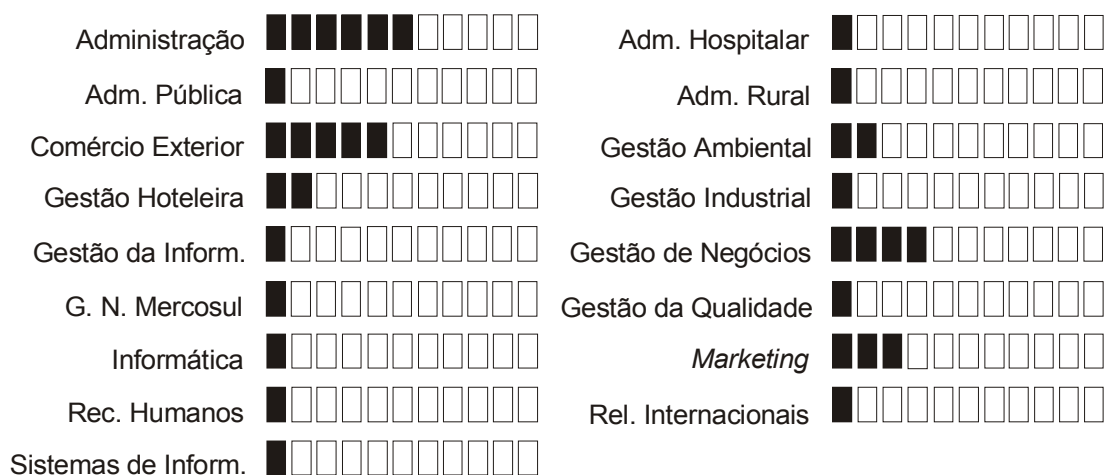 Administração
Adm. Pública
Comércio Exterior
Gestão Hoteleira
Gestão da Inform.
G. N. Mercosul
Informática
Rec. Humanos
Sistemas de Inform.
Adm. Hospitalar
Adm. Rural
Gestão Ambiental
Gestão Industrial
Gestão de Negócios
Gestão da Qualidade
Marketing
Rel. Internacionais